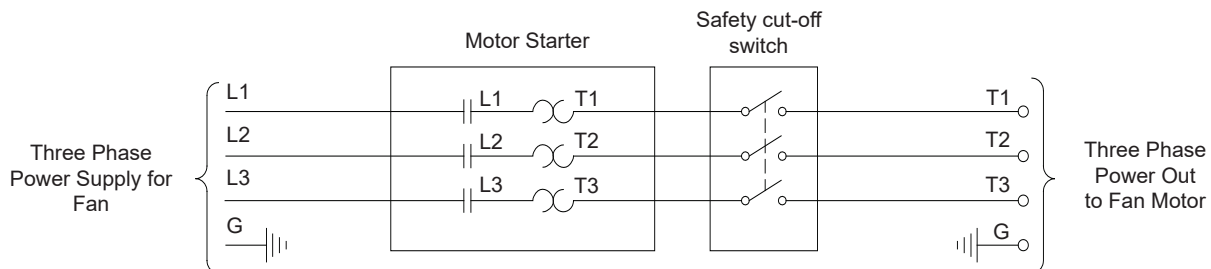 Safety cut-off
switch
Motor Starter
Three Phase
Power Supply for
Fan
L1
L2
L3
G
L1 T1
L2 T2
L3 T3
T1
T2
T3
G
Three Phase
Power Out
to Fan Motor